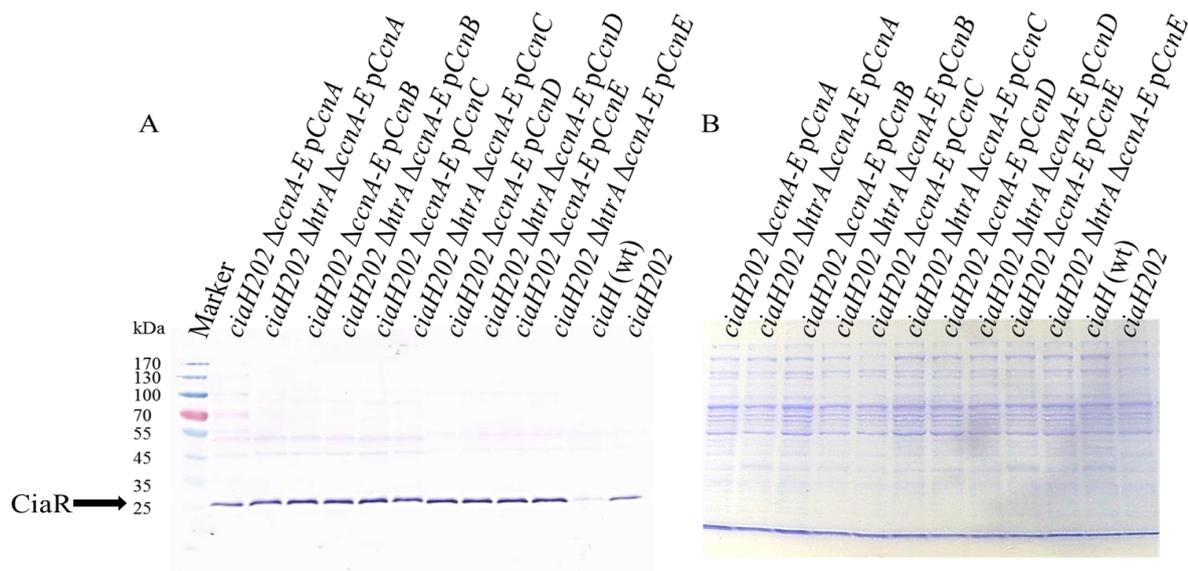 A
Marker
ciaH202 ΔccnA-E pCcnA
ciaH202 ΔhtrA ΔccnA-E pCcnA
ciaH202 ΔccnA-E pCcnB
ciaH202 ΔhtrA ΔccnA-E pCcnB
ciaH202 ΔccnA-E pCcnC
ciaH202 ΔhtrA ΔccnA-E pCcnC
ciaH202 ΔccnA-E pCcnD
ciaH202 ΔhtrA ΔccnA-E pCcnD
ciaH202 ΔccnA-E pCcnE
ciaH202 ΔhtrA ΔccnA-E pCcnE
ciaH (wt)
ciaH202
kDa
170
130
100
70
55
45
35
25
CiaR
B
ciaH202 ΔccnA-E pCcnA
ciaH202 ΔhtrA ΔccnA-E pCcnA
ciaH202 ΔccnA-E pCcnB
ciaH202 ΔhtrA ΔccnA-E pCcnB
ciaH202 ΔccnA-E pCcnC
ciaH202 ΔhtrA ΔccnA-E pCcnC
ciaH202 ΔccnA-E pCcnD
ciaH202 ΔhtrA ΔccnA-E pCcnD
ciaH202 ΔccnA-E pCcnE
ciaH202 ΔhtrA ΔccnA-E pCcnE
ciaH (wt)
ciaH202